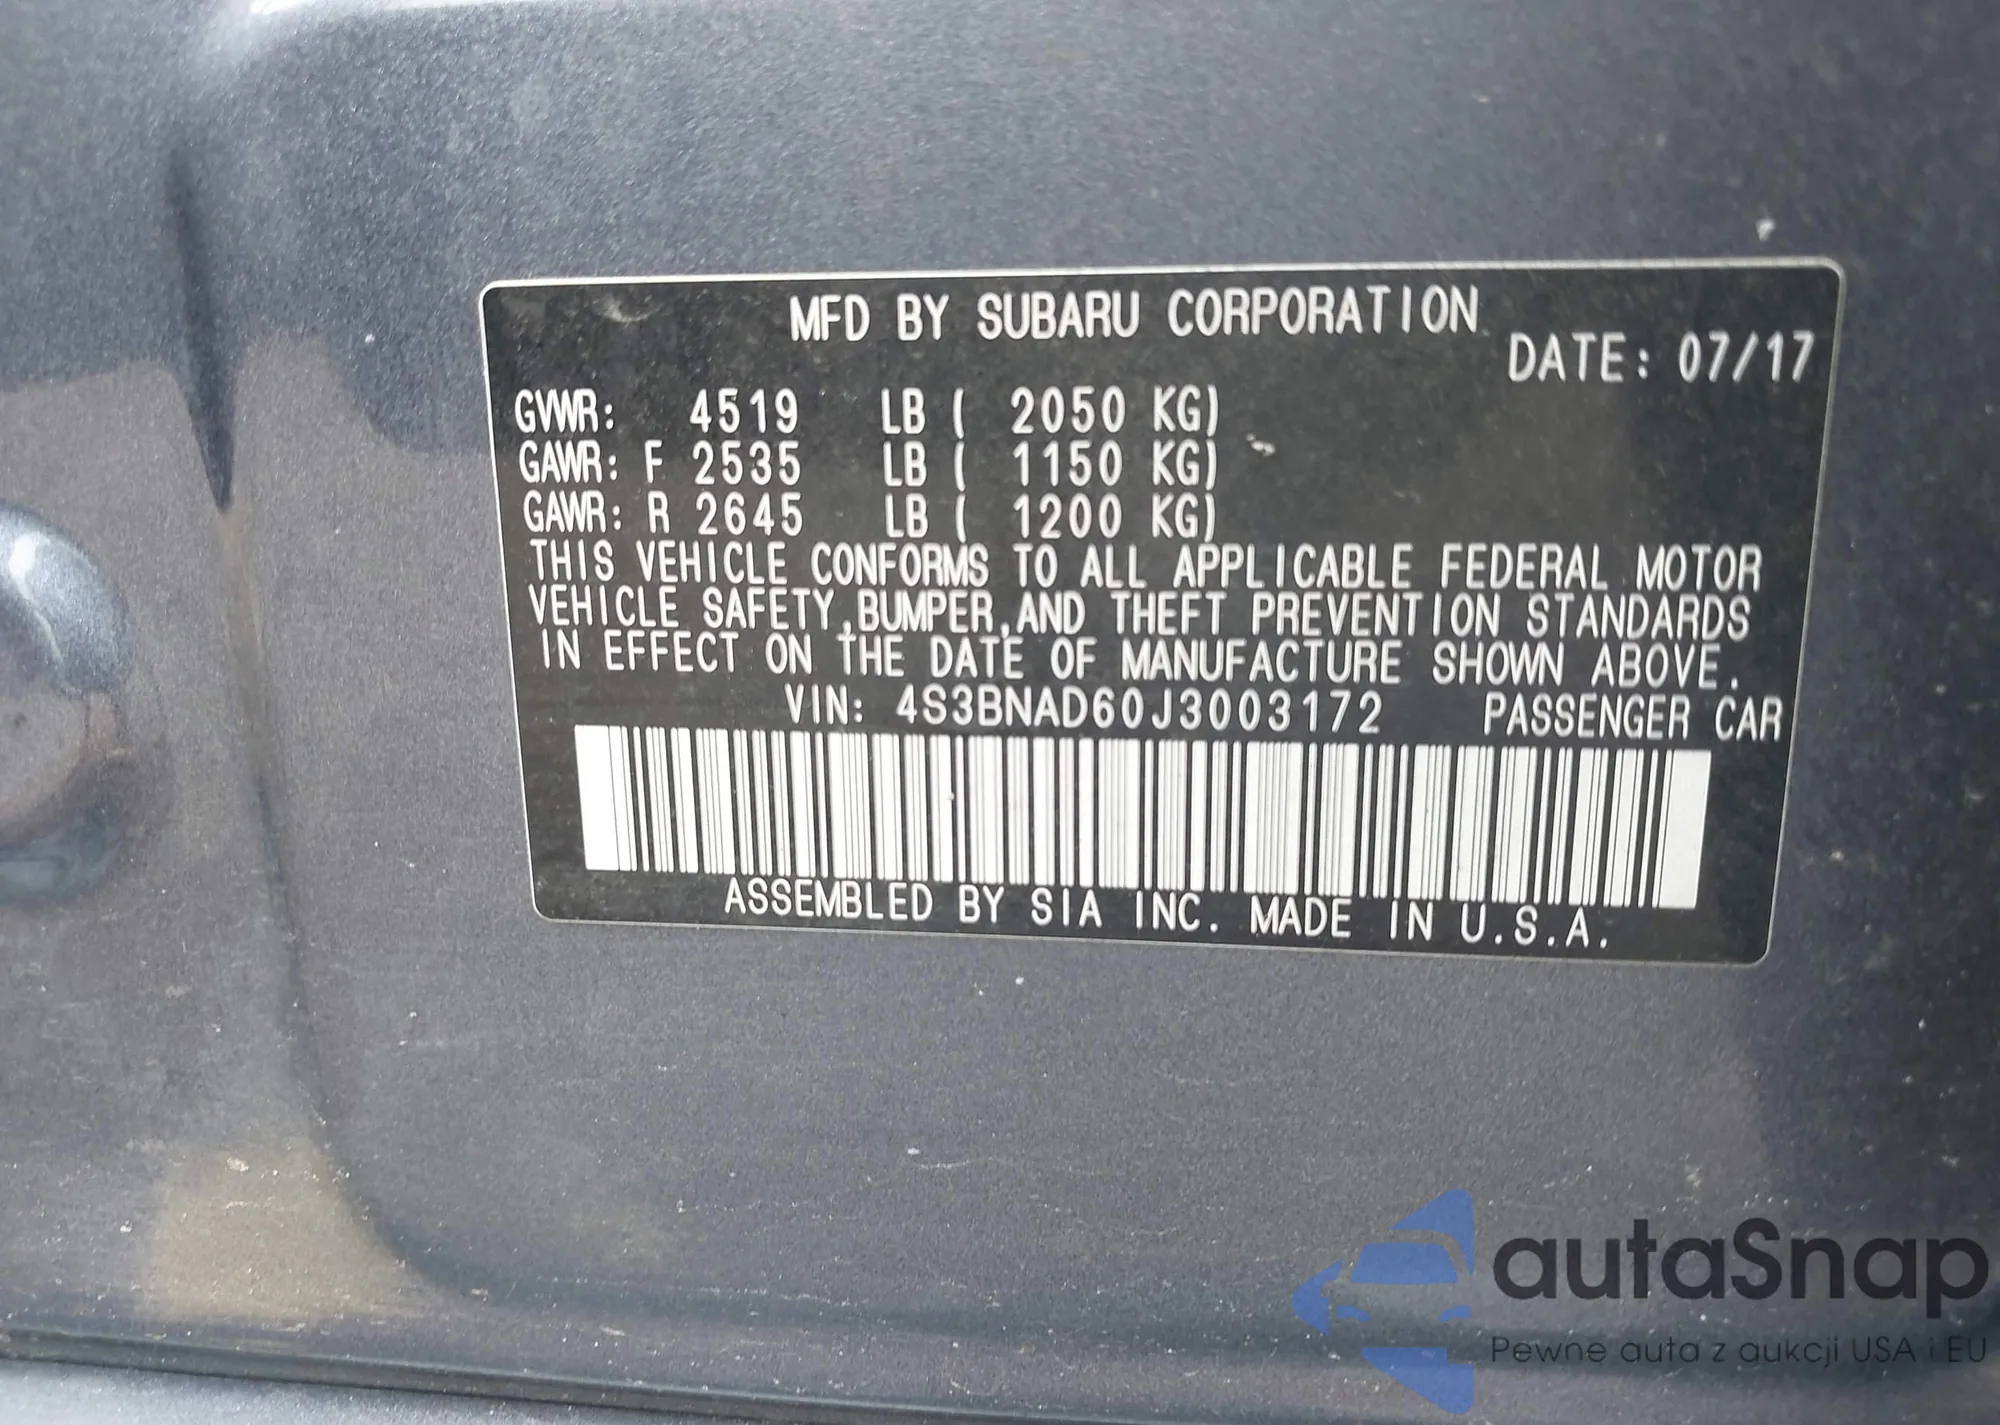 MFD BY SUBARU CORPORATION
DATE: 07/17
GVWR: 4519 LB ( 2050 KG)
GAWR: F 2535 LB ( 1150 KG)
GAWR: R 2645 LB ( 1200 KG)
THIS VEHICLE CONFORMS TO ALL APPLICABLE FEDERAL MOTOR
VEHICLE SAFETY,BUMPER,AND THEFT PREVENTION STANDARDS
IN EFFECT ON THE DATE OF MANUFACTURE SHOWN ABOVE.
VIN: 4S3BNAD60J3003172 PASSENGER CAR
ASSEMBLED BY SIA INC. MADE IN U.S.A.
autaSnap
Pewne auta z aukcji USA i EU